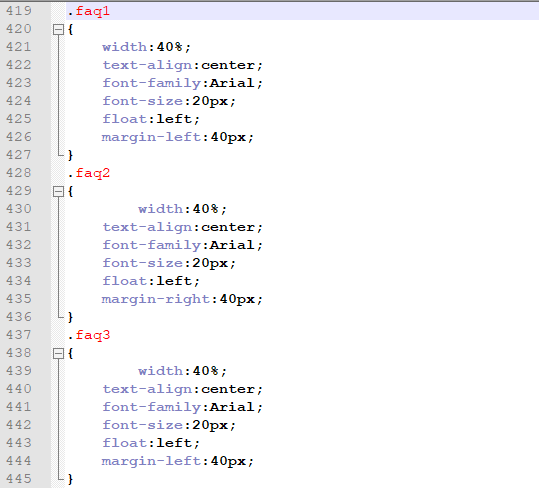 419 .faq1
420 {
421 width:40%;
422 text-align:center;
423 font-family:Arial;
424 font-size:20px;
425 float:left;
426 margin-left:40px;
427 }
428 .faq2
429 {
430 width:40%;
431 text-align:center;
432 font-family:Arial;
433 font-size:20px;
434 float:left;
435 margin-right:40px;
436 }
437 .faq3
438 {
439 width:40%;
440 text-align:center;
441 font-family:Arial;
442 font-size:20px;
443 float:left;
444 margin-left:40px;
445 }